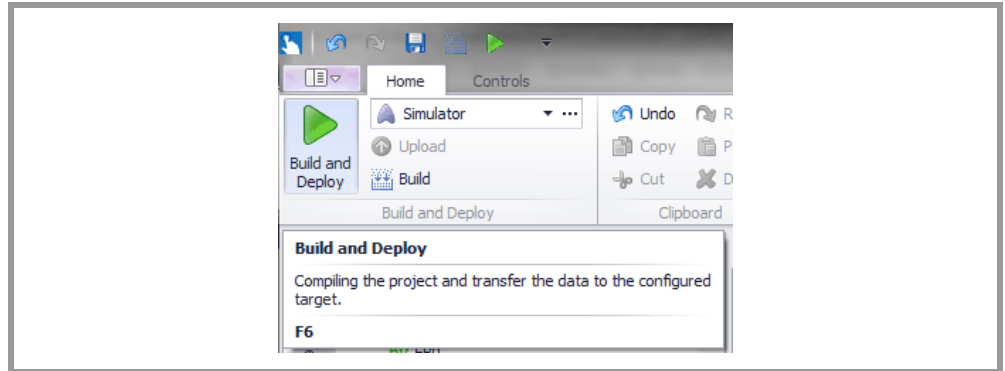 Home Controls
Simulator Undo R
Upload Copy P
Build and Deploy Build Cut D
Build and Deploy Clipboard
Build and Deploy
Compiling the project and transfer the data to the configured
target.
F6